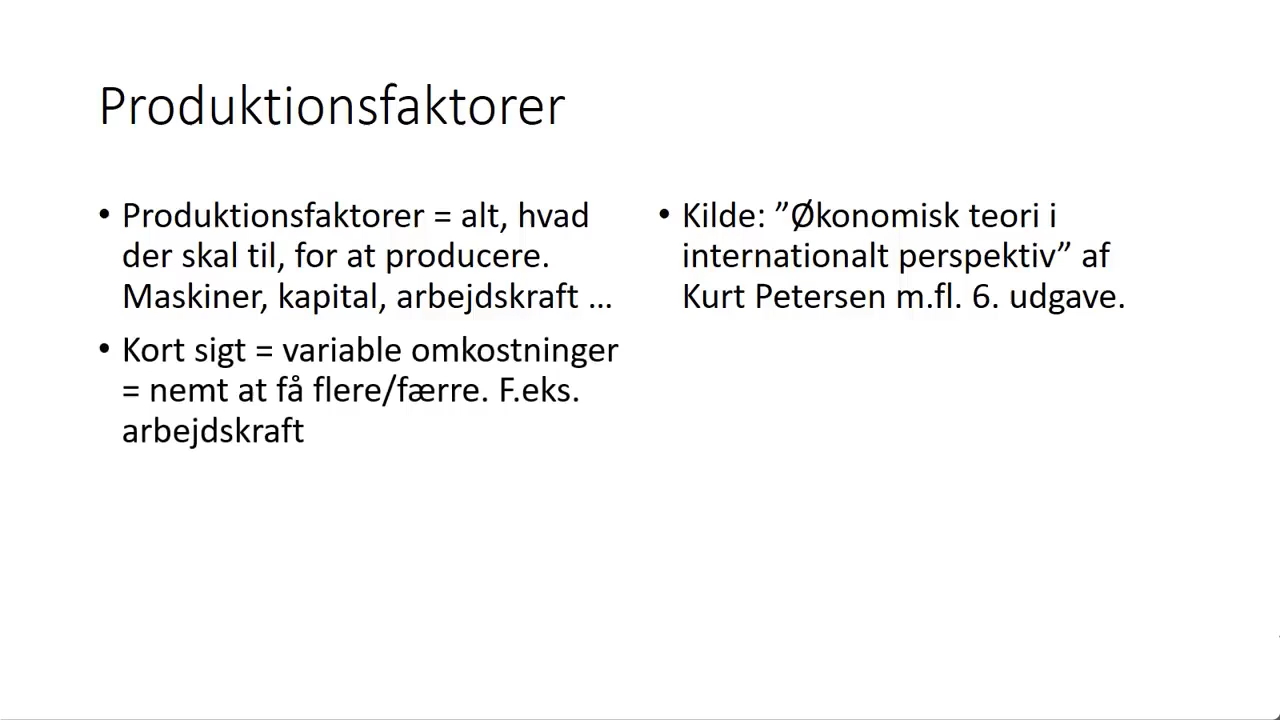 Produktionsfaktorer
• Produktionsfaktorer = alt, hvad
der skal til, for at producere.
Maskiner, kapital, arbejdskraft ...
• Kort sigt = variable omkostninger
= nemt at få flere/færre. F.eks.
arbejdskraft
• Kilde: ”Økonomisk teori i
internationalt perspektiv” af
Kurt Petersen m.fl. 6. udgave.